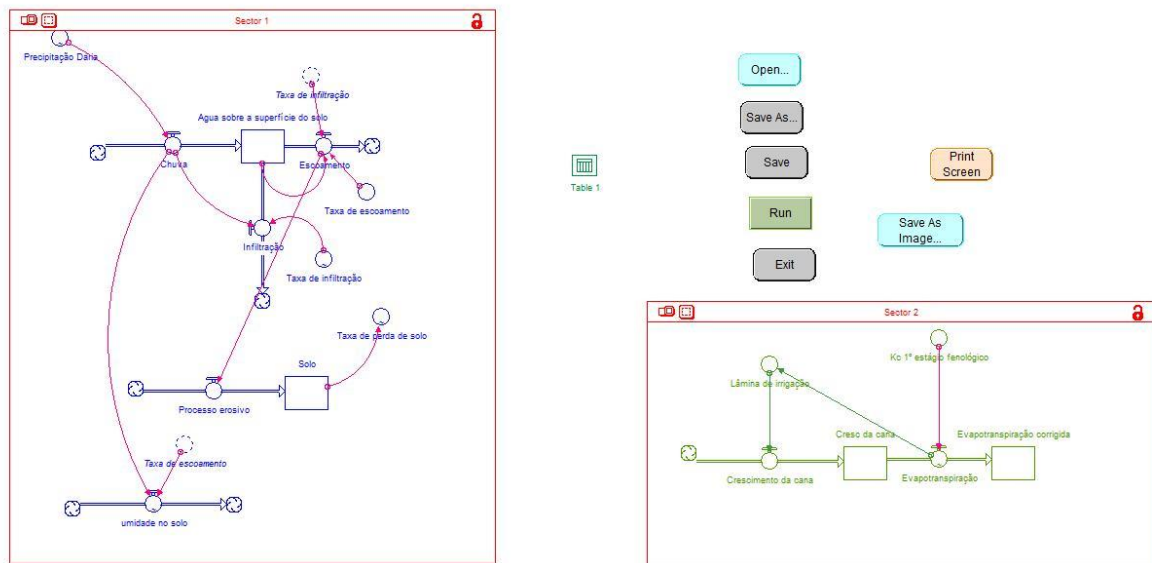 Sector 1
Precipitação Dária
Taxa de infiltração
Agua sobre a superfície do solo
Chuva
Escoamento
Taxa de escoamento
Infiltração
Taxa de infiltração
Taxa de perda de solo
Solo
Processo erosivo
Taxa de escoamento
umidade no solo
Table 1
Open...
Save As...
Save
Run
Exit
Print
Screen
Save As
Image...
Sector 2
Kc 1º estágio fenológico
Lâmina de irrigação
Creso da cana
Evapotranspiração corrigida
Crescimento da cana
Evapotranspiração